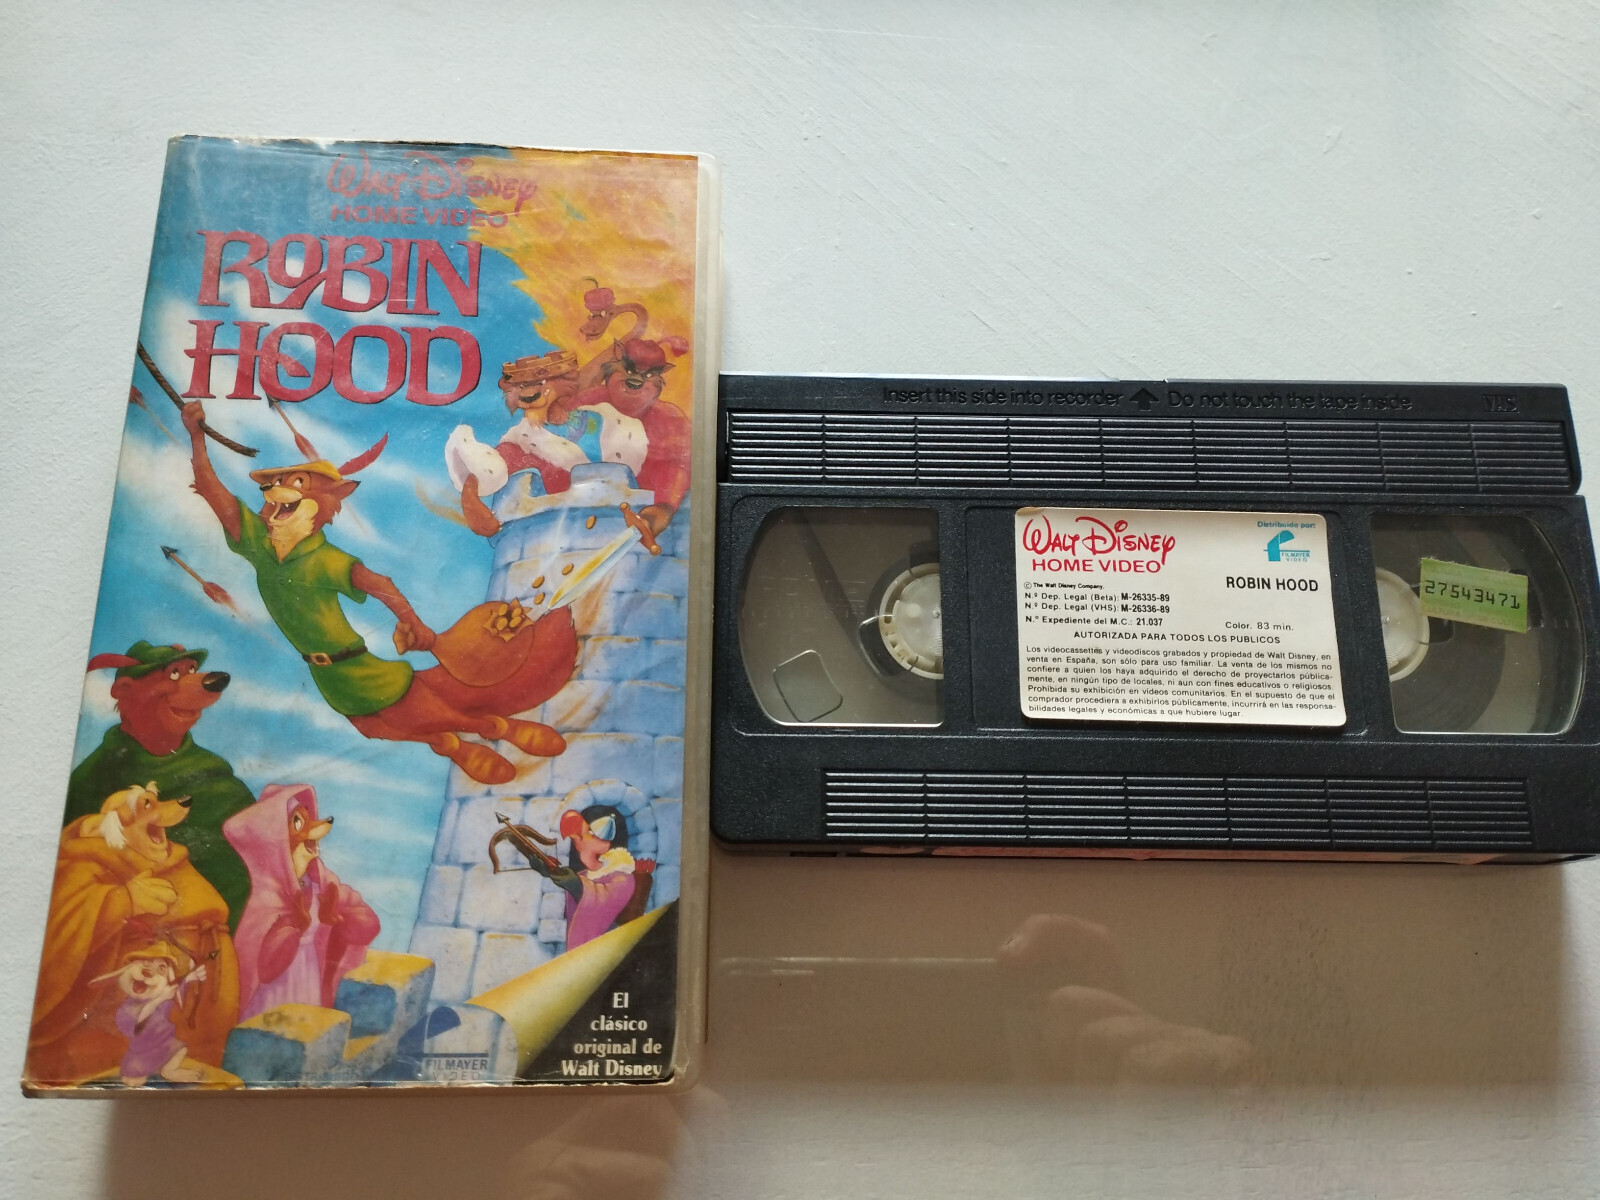 WALT DISNEY
HOME VIDEO
ROBIN
HOOD
El
clásico
original de
Walt Disney
FILMAYER
VIDEO
Insert this side into recorder Do not touch the tape inside
VHS
WALT DISNEY
HOME VIDEO
Distribuido por:
FILMAYER
VIDEO
ROBIN HOOD
© The Walt Disney Company.
N.º Dep. Legal (Beta): M-26335-89
N.º Dep. Legal (VHS): M-26336-89
N.º Expediente del M.C.: 21.037
Color. 83 min.
AUTORIZADA PARA TODOS LOS PUBLICOS
Los videocassettes y videodiscos grabados y propiedad de Walt Disney, en
venta en España, son sólo para uso familiar. La venta de los mismos no
confiere a quien los haya adquirido el derecho de proyectarlos pública-
mente, en ningún tipo de locales, ni aun con fines educativos o religiosos.
Prohibida su exhibición en vídeos comunitarios. En el supuesto de que el
comprador procediera a exhibirlos públicamente, incurrirá en las responsa-
bilidades legales y económicas a que hubiere lugar.
27543471